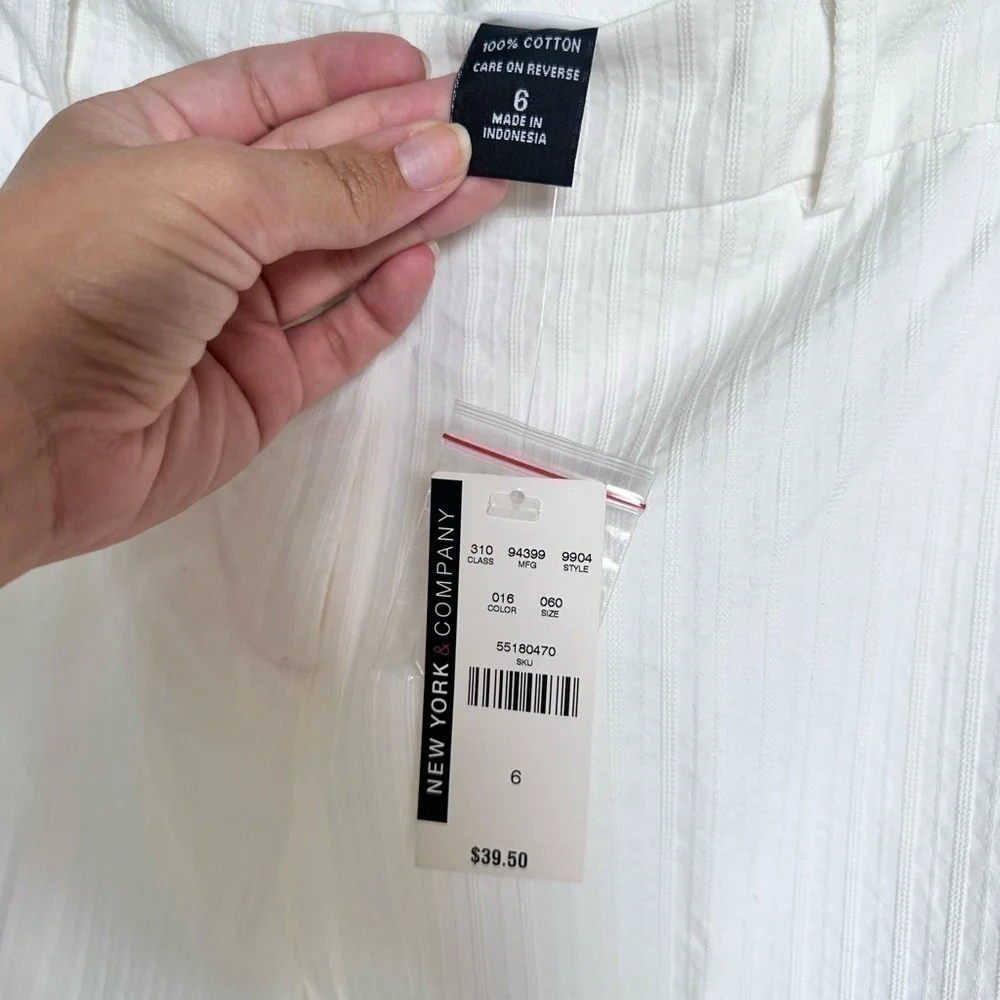 100% COTTON
CARE ON REVERSE
6
MADE IN
INDONESIA
NEW YORK & COMPANY
310 94399 9904
CLASS MFG STYLE
016 060
COLOR SIZE
55180470
SKU
6
$39.50